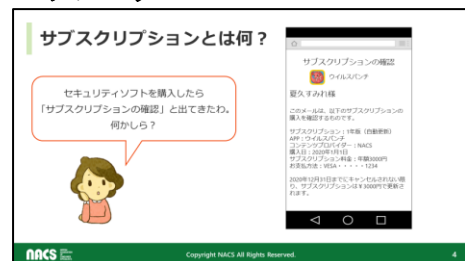 サブスクリプションとは何？
セキュリティソフトを購入したら
「サブスクリプションの確認」と出てきたわ。
何かしら？
サブスクリプションの確認
ウイルスパンチ
夏久すみれ様
このメールは、以下のサブスクリプションの
購入を確認するものです。
サブスクリプション：1年版（自動更新）
APP：ウイルスパンチ
コンテンツプロバイダー：NACS
購入日：2020年1月1日
サブスクリプション料金：年額3000円
お支払方法：VESA・・・・・1234
2020年12月31日までにキャンセルされない限
り、サブスクリプションは￥3000円で更新さ
れます。
NACS
Copyright NACS All Rights Reserved.
4